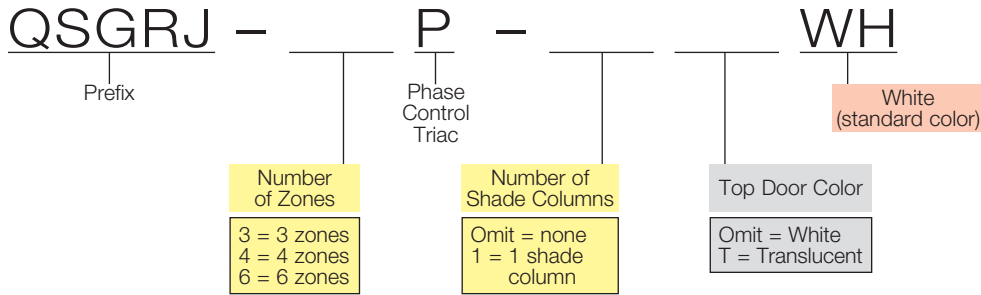 QSGRJ – P – WH
Prefix
Phase
Control
Triac
White
(standard color)
Number
of Zones
3 = 3 zones
4 = 4 zones
6 = 6 zones
Number of
Shade Columns
Omit = none
1 = 1 shade
column
Top Door Color
Omit = White
T = Translucent